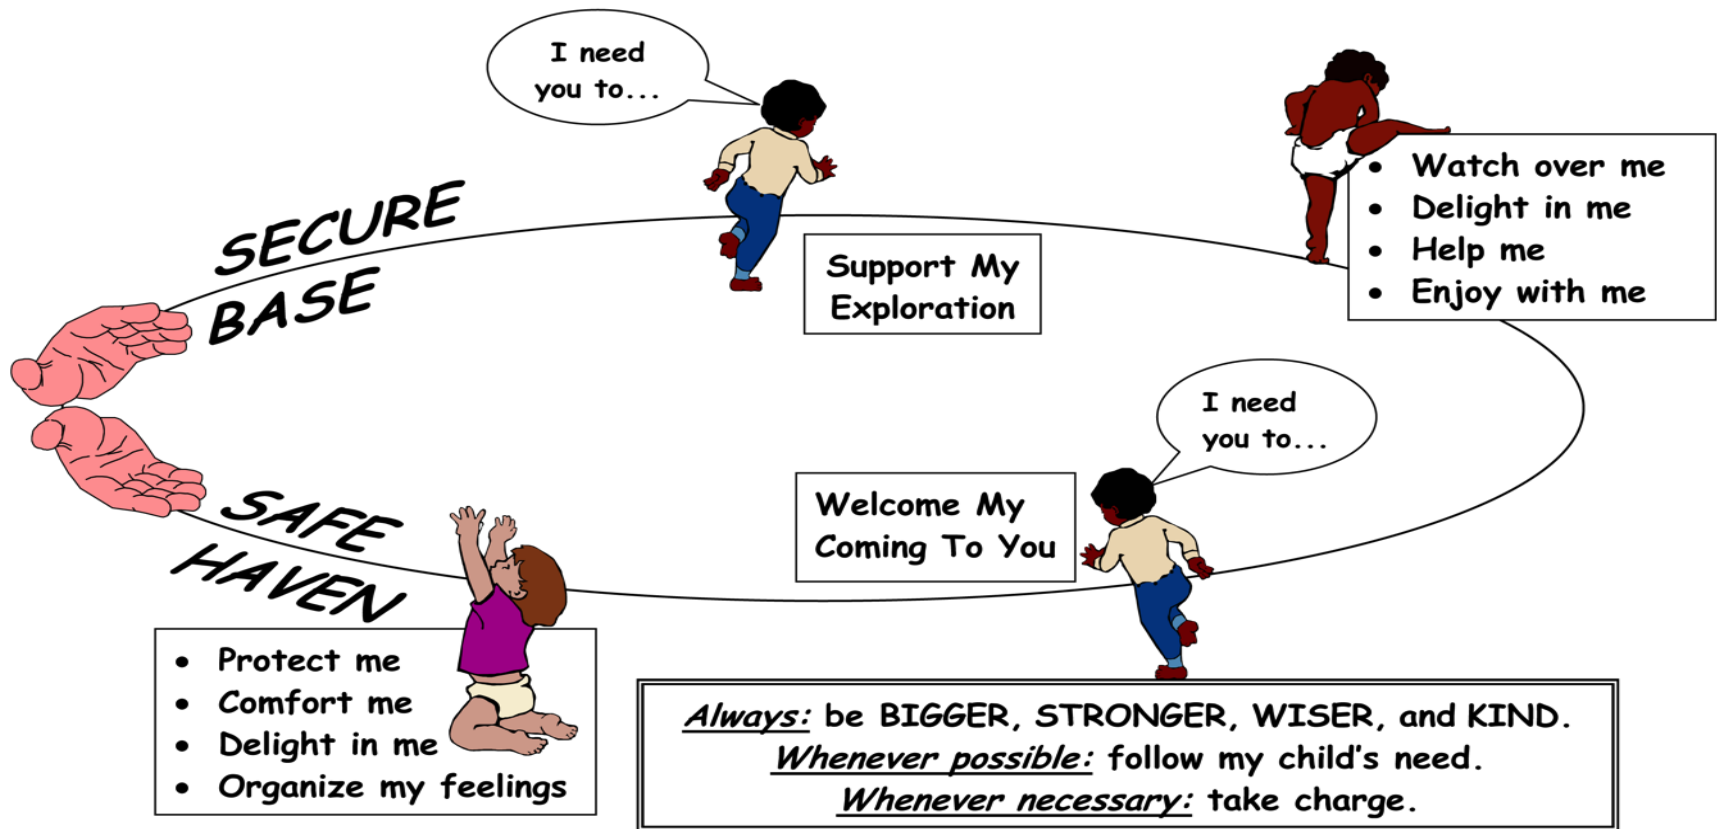 I need
you to...
SECURE
BASE
Support My
Exploration
• Watch over me
• Delight in me
• Help me
• Enjoy with me
I need
you to...
Welcome My
Coming To You
SAFE
HAVEN
• Protect me
• Comfort me
• Delight in me
• Organize my feelings
Always: be BIGGER, STRONGER, WISER, and KIND.
Whenever possible: follow my child's need.
Whenever necessary: take charge.